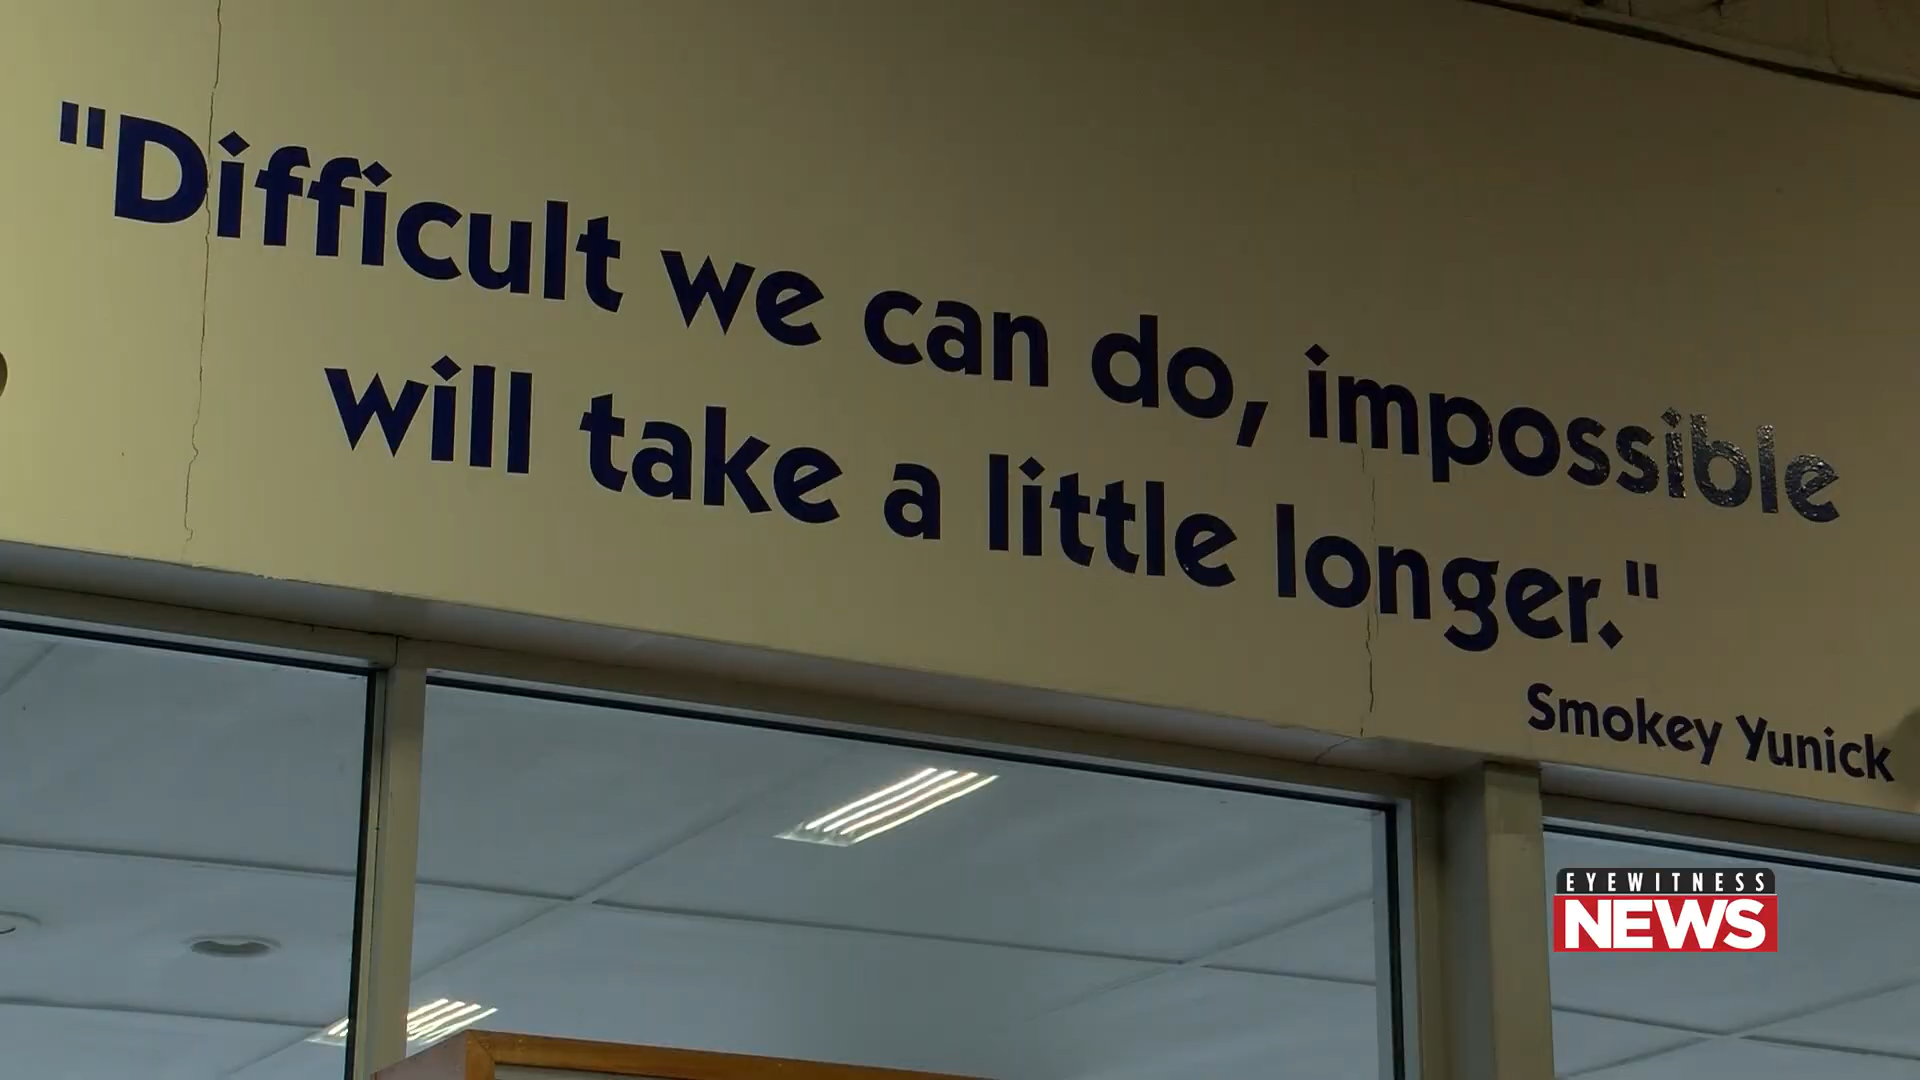 "Difficult we can do, impossible
will take a little longer."
Smokey Yunick
EYEWITNESS
NEWS